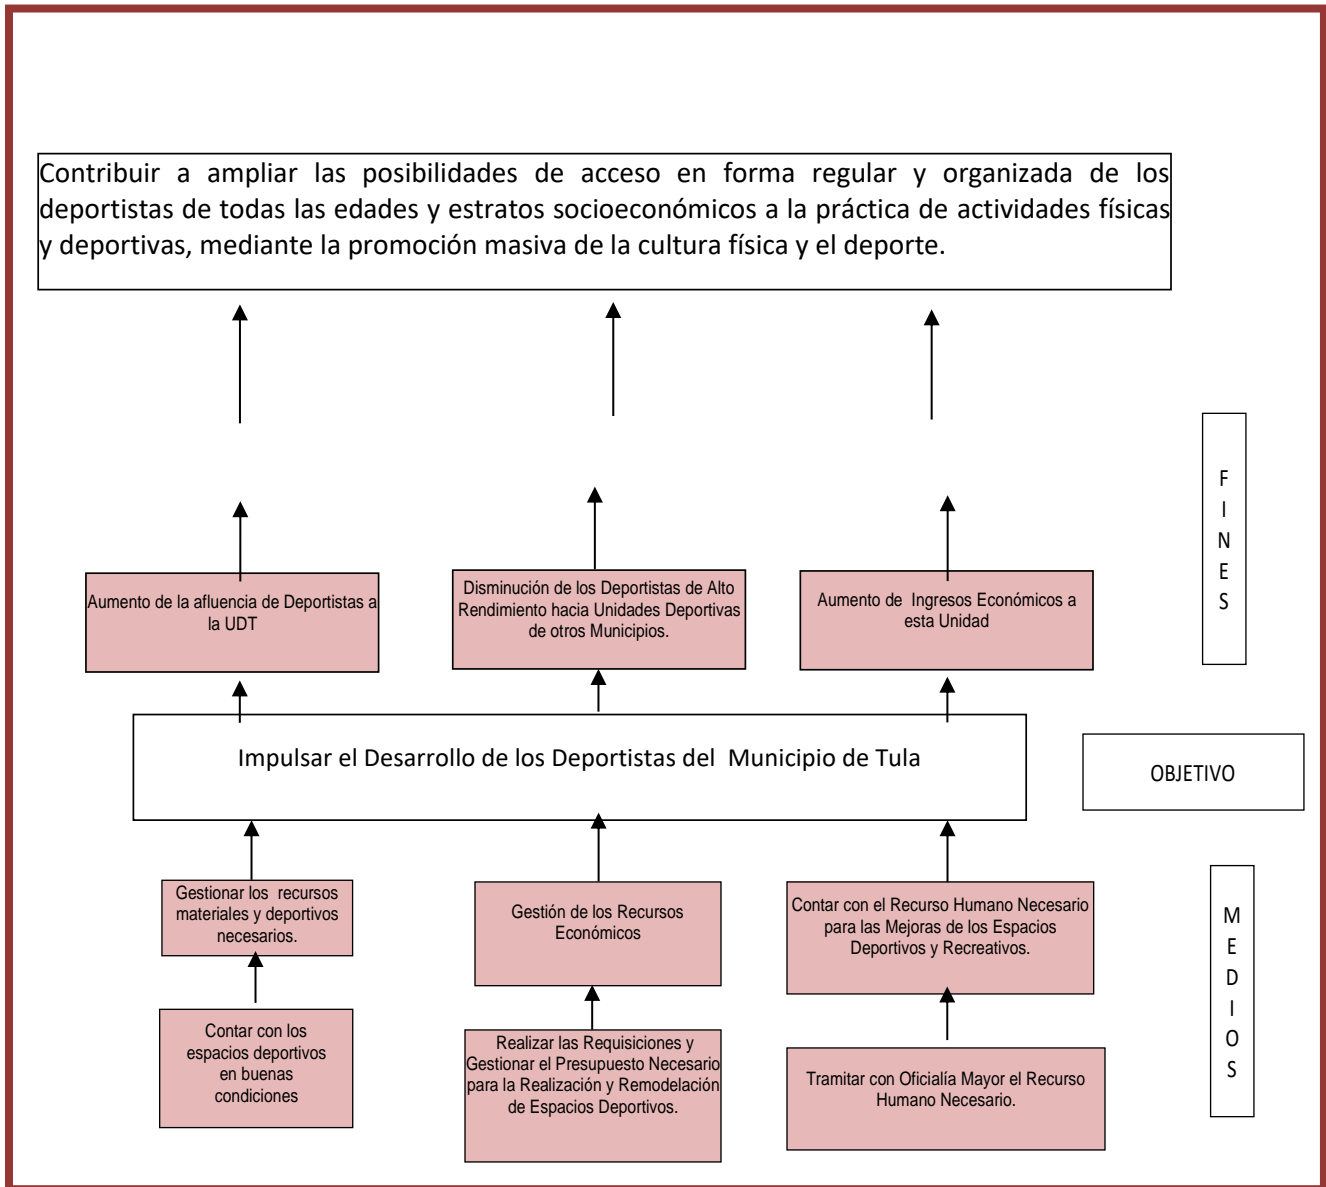 Contribuir a ampliar las posibilidades de acceso en forma regular y organizada de los
deportistas de todas las edades y estratos socioeconómicos a la práctica de actividades físicas
y deportivas, mediante la promoción masiva de la cultura física y el deporte.
F
I
N
E
S
Aumento de la afluencia de Deportistas a
la UDT
Disminución de los Deportistas de Alto
Rendimiento hacia Unidades Deportivas
de otros Municipios.
Aumento de Ingresos Económicos a
esta Unidad
Impulsar el Desarrollo de los Deportistas del Municipio de Tula
OBJETIVO
Gestionar los recursos
materiales y deportivos
necesarios.
Gestión de los Recursos
Económicos
Contar con el Recurso Humano Necesario
para las Mejoras de los Espacios
Deportivos y Recreativos.
M
E
D
I
O
S
Contar con los
espacios deportivos
en buenas
condiciones
Realizar las Requisiciones y
Gestionar el Presupuesto Necesario
para la Realización y Remodelación
de Espacios Deportivos.
Tramitar con Oficialía Mayor el Recurso
Humano Necesario.